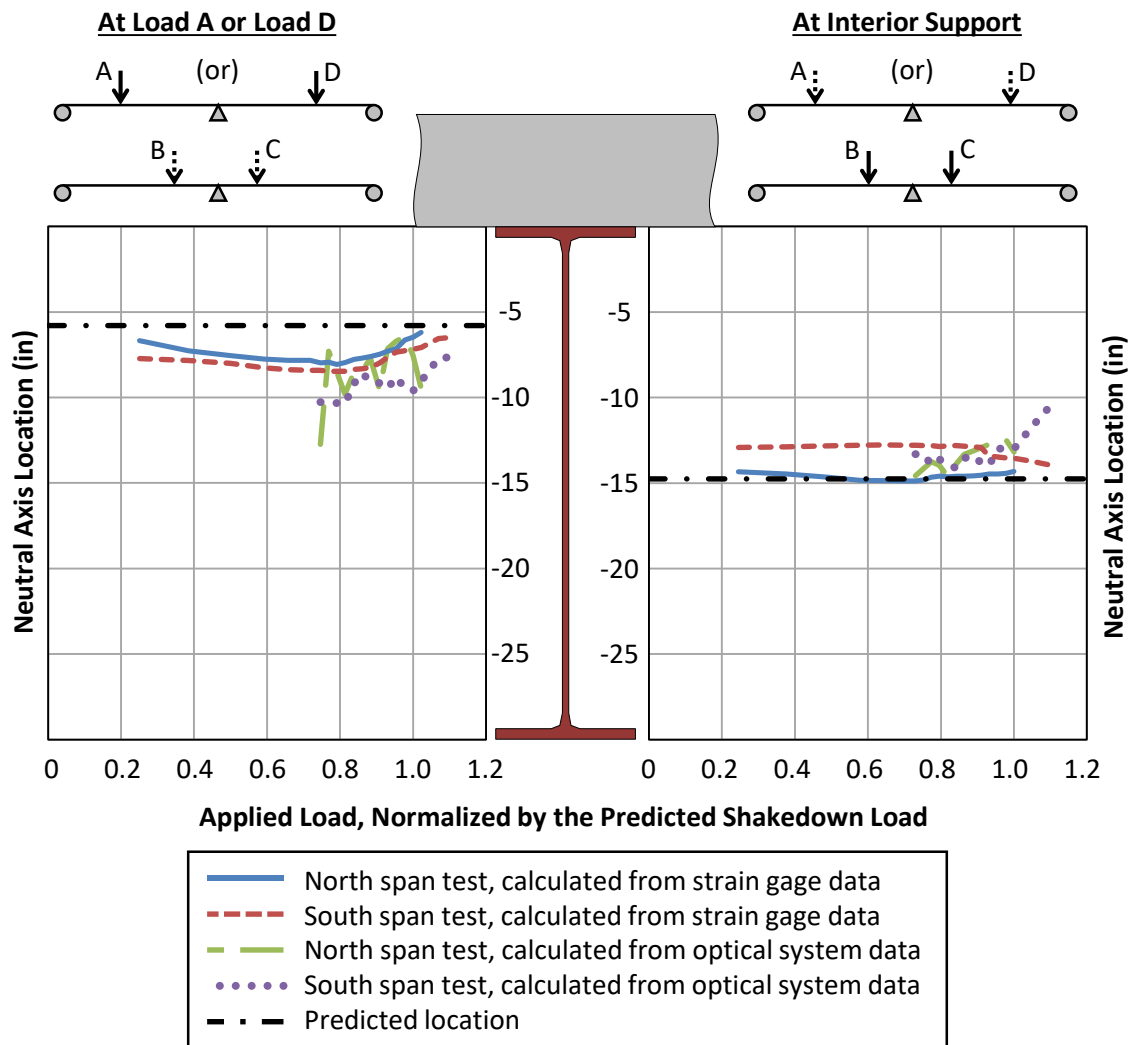 At Load A or Load D
A (or) D
B C
At Interior Support
A (or) D
B C
Neutral Axis Location (in)
-5
-10
-15
-20
-25
0 0.2 0.4 0.6 0.8 1.0 1.2
-5
-10
-15
-20
-25
0 0.2 0.4 0.6 0.8 1.0 1.2
Neutral Axis Location (in)
Applied Load, Normalized by the Predicted Shakedown Load
North span test, calculated from strain gage data
South span test, calculated from strain gage data
North span test, calculated from optical system data
South span test, calculated from optical system data
Predicted location